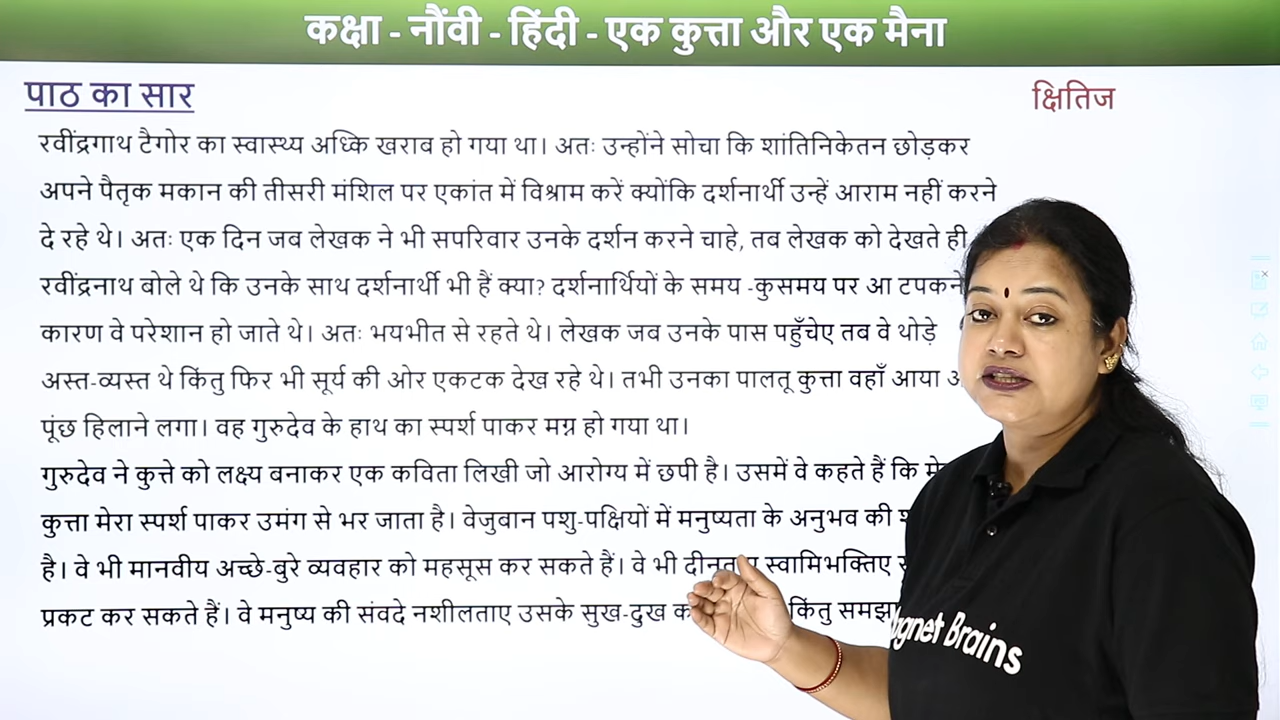 कक्षा - नौंवी - हिंदी - एक कुत्ता और एक मैना
पाठ का सार
क्षितिज
रवींद्रगाथ टैगोर का स्वास्थ्य अध्कि खराब हो गया था। अतः उन्होंने सोचा कि शांतिनिकेतन छोड़कर
अपने पैतृक मकान की तीसरी मंशिल पर एकांत में विश्राम करें क्योंकि दर्शनार्थी उन्हें आराम नहीं करने
दे रहे थे। अतः एक दिन जब लेखक ने भी सपरिवार उनके दर्शन करने चाहे, तब लेखक को देखते ही
रवींद्रनाथ बोले थे कि उनके साथ दर्शनार्थी भी हैं क्या? दर्शनार्थियों के समय -कुसमय पर आ
कारण वे परेशान हो जाते थे। अतः भयभीत से रहते थे। लेखक जब उनके पास पहुँचेए तब वे थोड़े
अस्त-व्यस्त थे किंतु फिर भी सूर्य की ओर एकटक देख रहे थे। तभी उनका पालतू कुत्ता वहाँ आया
पूंछ हिलाने लगा। वह गुरुदेव के हाथ का स्पर्श पाकर मग्न हो गया था।
गुरुदेव ने कुत्ते को लक्ष्य बनाकर एक कविता लिखी जो आरोग्य में छपी है। उसमें वे कहते हैं कि
कुत्ता मेरा स्पर्श पाकर उमंग से भर जाता है। वेजुबान पशु-पक्षियों में मनुष्यता के अनुभव की
है। वे भी मानवीय अच्छे-बुरे व्यवहार को महसूस कर सकते हैं। वे भी स्वामिभक्तिए
प्रकट कर सकते हैं। वे मनुष्य की संवदे नशीलताए उसके सुख-दुख किंतु
Brains